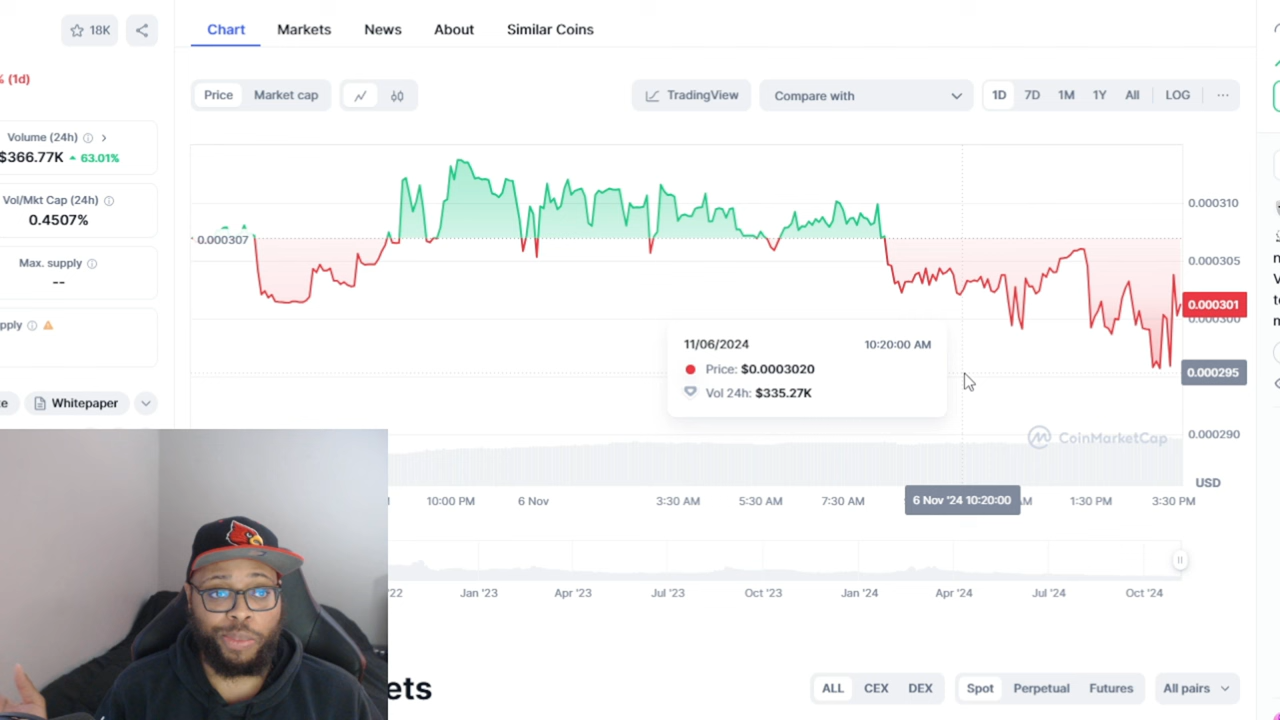 18K
Chart Markets News About Similar Coins
% (1d)
Price Market cap TradingView Compare with 1D 7D 1M 1Y All LOG ...
Volume (24h)
$366.77K 63.01%
Vol/Mkt Cap (24h)
0.4507%
Max. supply
--
pply
Whitepaper
0.000307
0.000310
0.000305
0.000301
0.000300
0.000295
0.000290
11/06/2024 10:20:00 AM
Price: $0.0003020
Vol 24h: $335.27K
CoinMarketCap
USD
10:00 PM 6 Nov 3:30 AM 5:30 AM 7:30 AM 6 Nov '24 10:20:00 AM 1:30 PM 3:30 PM
'22 Jan '23 Apr '23 Jul '23 Oct '23 Jan '24 Apr '24 Jul '24 Oct '24
ets
ALL CEX DEX Spot Perpetual Futures All pairs